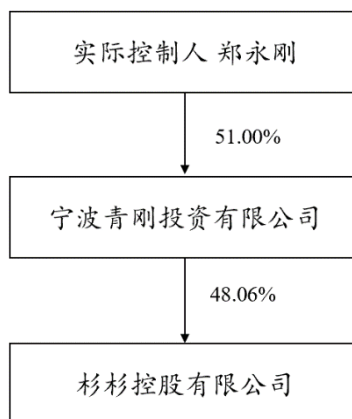 实际控制人 郑永刚
51.00%
宁波青刚投资有限公司
48.06%
杉杉控股有限公司